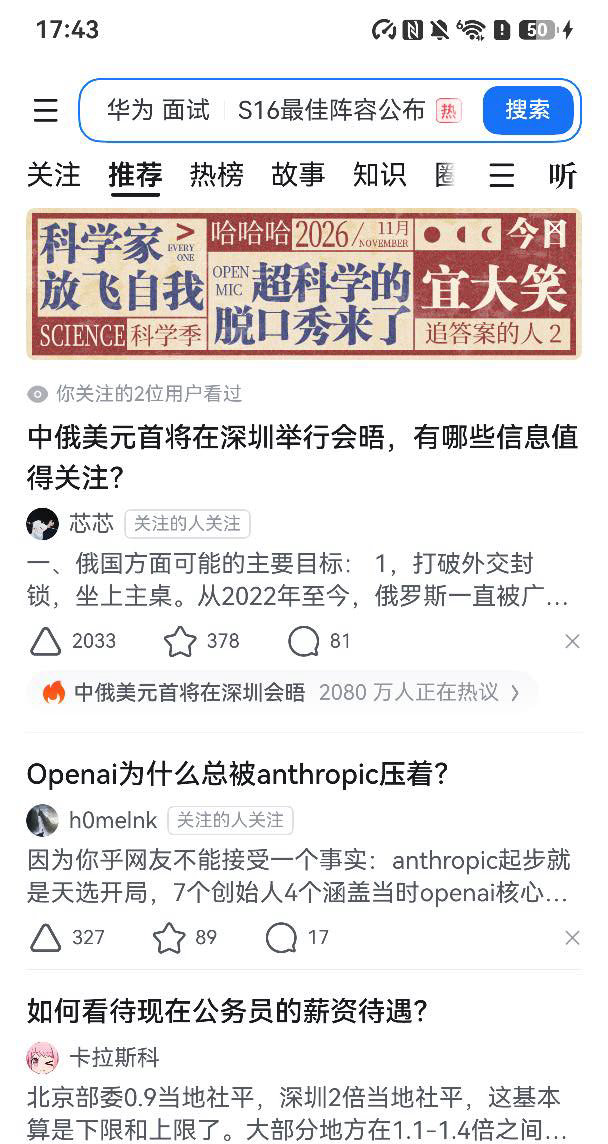 17:43
6
50
华为 面试 S16最佳阵容公布 热 搜索
关注 推荐 热榜 故事 知识 圈 听
科学家
EVERY ONE
放飞自我
SCIENCE 科学季
哈哈哈 2026/ 11月 NOVEMBER
OPEN MIC 超科学的
脱口秀来了
今日
宜大笑
追答案的人 2
你关注的2位用户看过
中俄美元首将在深圳举行会晤，有哪些信息值
得关注？
芯芯 关注的人关注
一、俄国方面可能的主要目标： 1，打破外交封
锁，坐上主桌。从2022年至今，俄罗斯一直被广…
2033 378 81
中俄美元首将在深圳会晤 2080 万人正在热议
Openai为什么总被anthropic压着？
h0melnk 关注的人关注
因为你乎网友不能接受一个事实：anthropic起步就
是天选开局，7个创始人4个涵盖当时openai核心…
327 89 17
如何看待现在公务员的薪资待遇？
卡拉斯科
北京部委0.9当地社平，深圳2倍当地社平，这基本
算是下限和上限了。大部分地方在1.1-1.4倍之间…